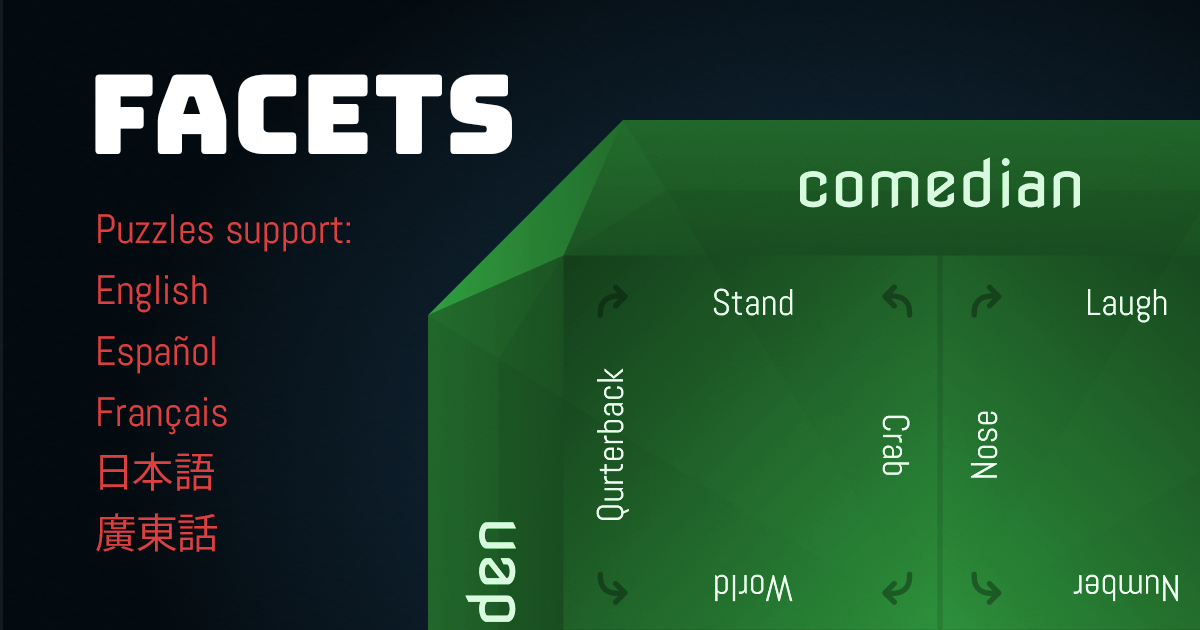 FACETS
Puzzles support:
English
Español
Français
日本語
廣東話
comedian
Stand
Laugh
Qurterback
Crab
Nose
den
World
Number